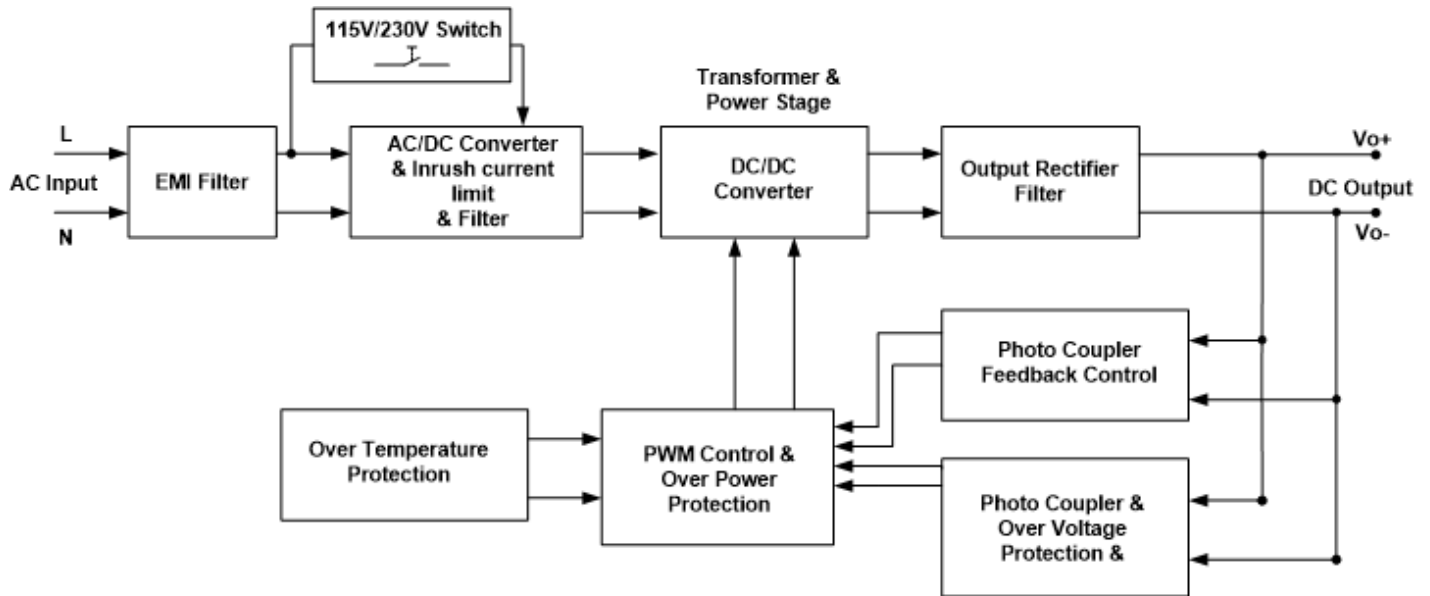 115V/230V Switch
Transformer &
Power Stage
L
AC Input
N
EMI Filter
AC/DC Converter
& Inrush current
limit
& Filter
DC/DC
Converter
Output Rectifier
Filter
Vo+
DC Output
Vo-
Photo Coupler
Feedback Control
Over Temperature
Protection
PWM Control &
Over Power
Protection
Photo Coupler &
Over Voltage
Protection &